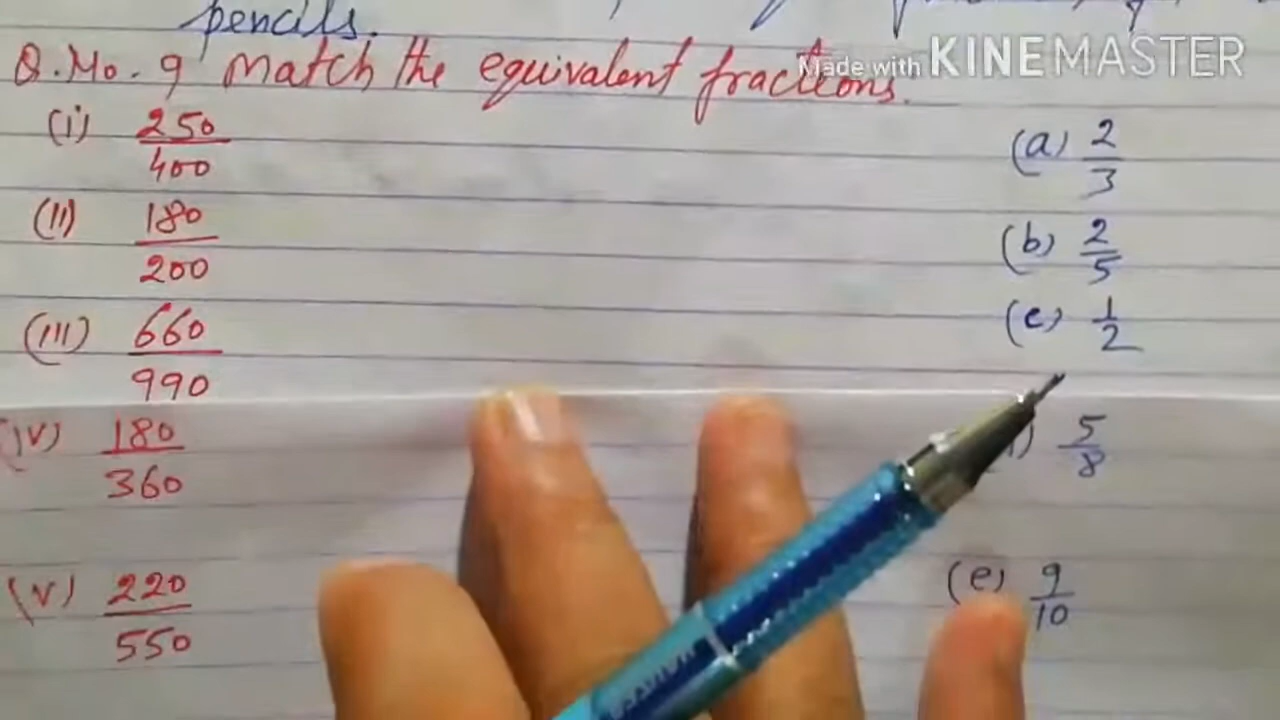 pencils.
Q.No.9 Match the equivalent fractions.
Made with KINEMASTER
(i) 250/400
(a) 2/3
(ii) 180/200
(b) 2/5
(iii) 660/990
(c) 1/2
(iv) 180/360
5/8
(v) 220/550
(e) 9/10